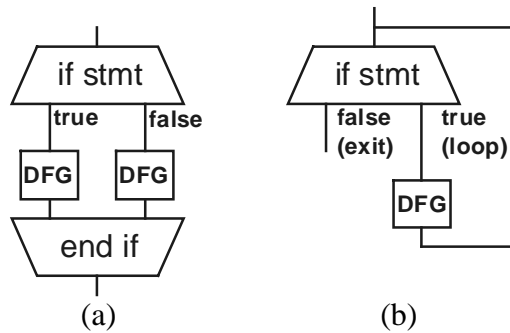 if stmt
true
false
DFG
DFG
end if
(a)
if stmt
false
(exit)
true
(loop)
DFG
(b)